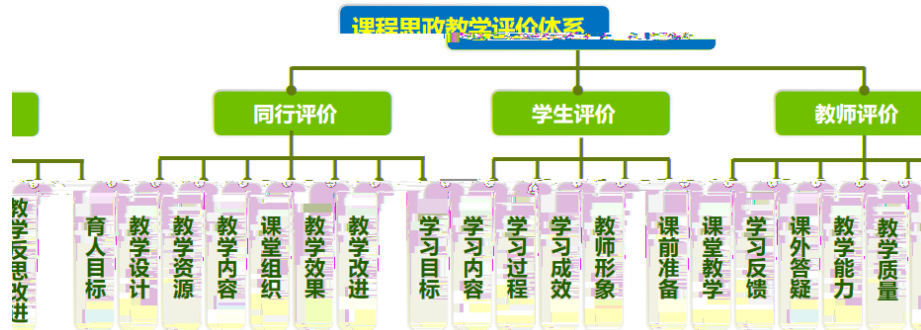 课程思政教学评价体系
同行评价
学生评价
教师评价
教学反思改进
育人目标
教学设计
教学资源
教学内容
课堂组织
教学效果
教学改进
学习目标
学习内容
学习过程
学习成效
教师形象
课前准备
课堂教学
学习反馈
课外答疑
教学能力
教学质量